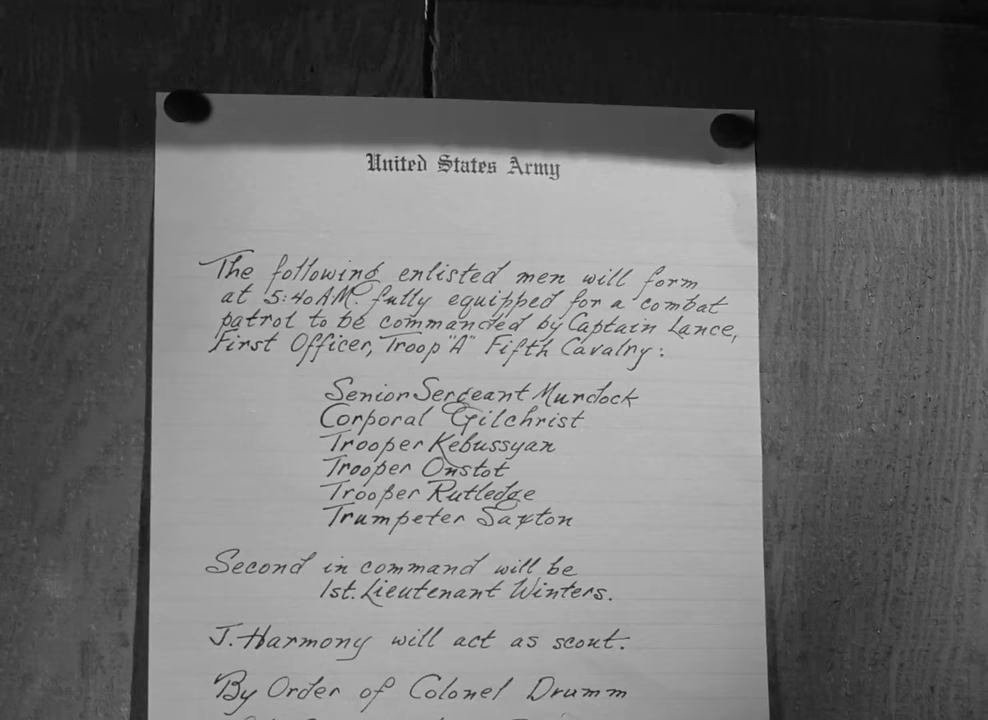 United States Army
The following enlisted men will form
at 5:40 A.M. fully equipped for a combat
patrol to be commanded by Captain Lance,
First Officer, Troop "A" Fifth Cavalry:
Senior Sergeant Murdock
Corporal Gilchrist
Trooper Kebussyan
Trooper Onstot
Trooper Rutledge
Trumpeter Saxton
Second in command will be
1st. Lieutenant Winters.
J. Harmony will act as scout.
By Order of Colonel Drumm